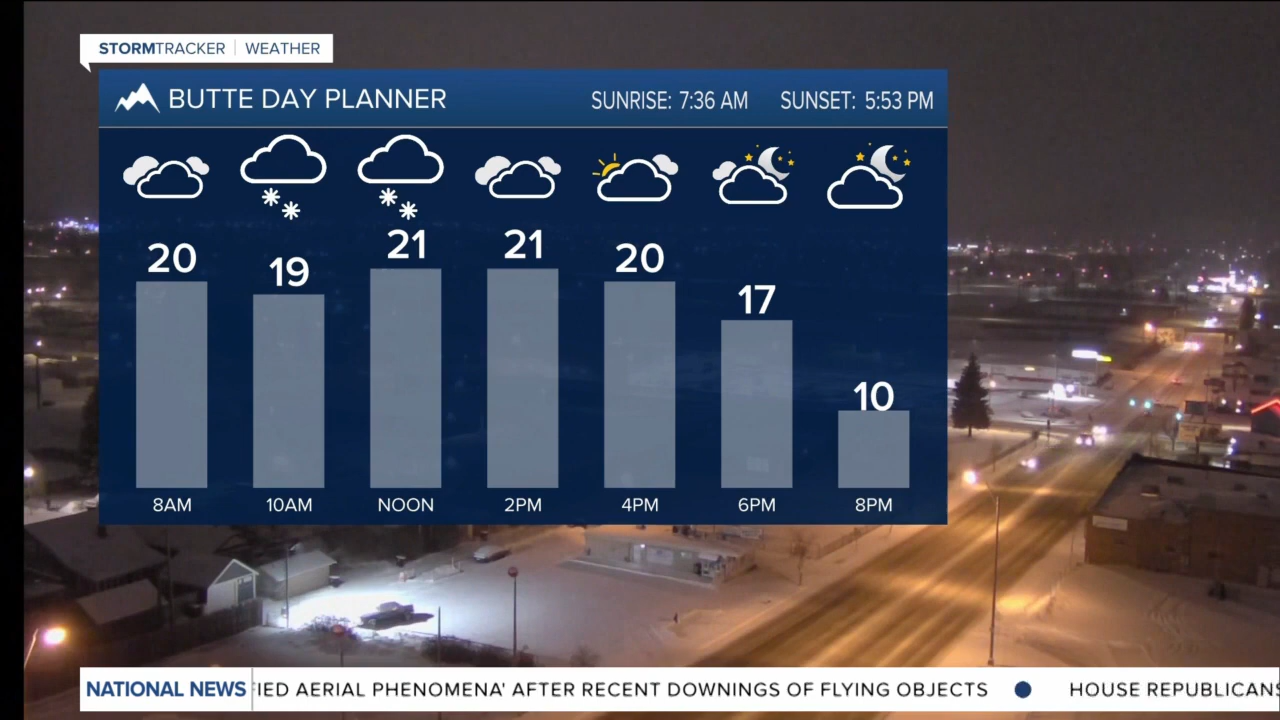 STORMTRACKER | WEATHER
BUTTE DAY PLANNER
SUNRISE: 7:36 AM SUNSET: 5:53 PM
20 19 21 21 20 17 10
8AM 10AM NOON 2PM 4PM 6PM 8PM
NATIONAL NEWS
AERIAL PHENOMENA' AFTER RECENT DOWNINGS OF FLYING OBJECTS • HOUSE REPUBLICANS